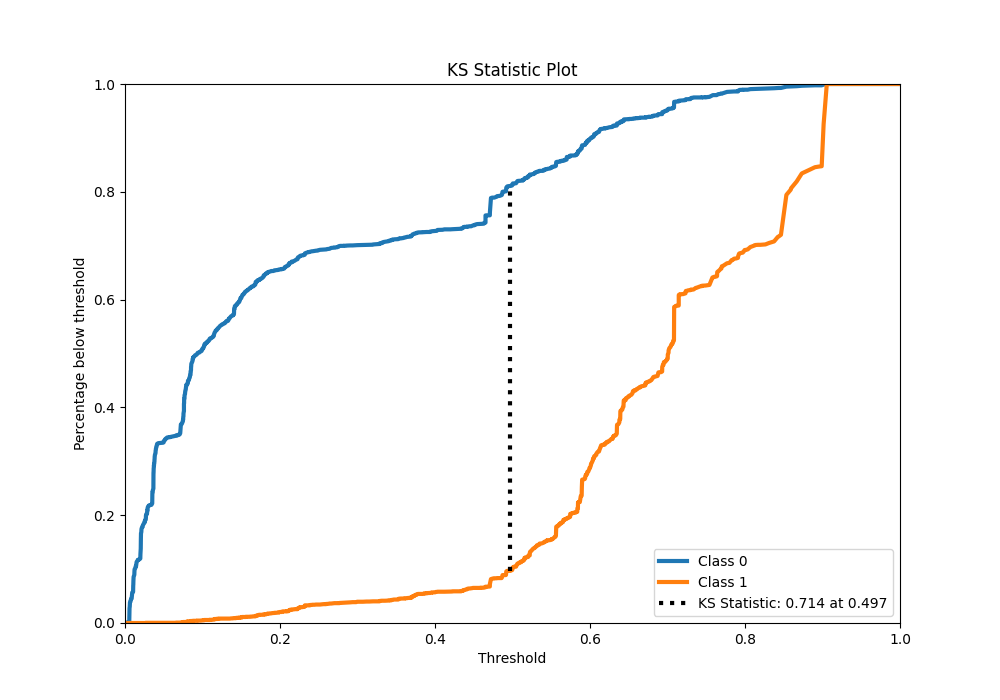 KS Statistic Plot
1.0
0.8
0.6
0.4
0.2
0.0
Percentage below threshold
0.0 0.2 0.4 0.6 0.8 1.0
Threshold
Class 0
Class 1
KS Statistic: 0.714 at 0.497